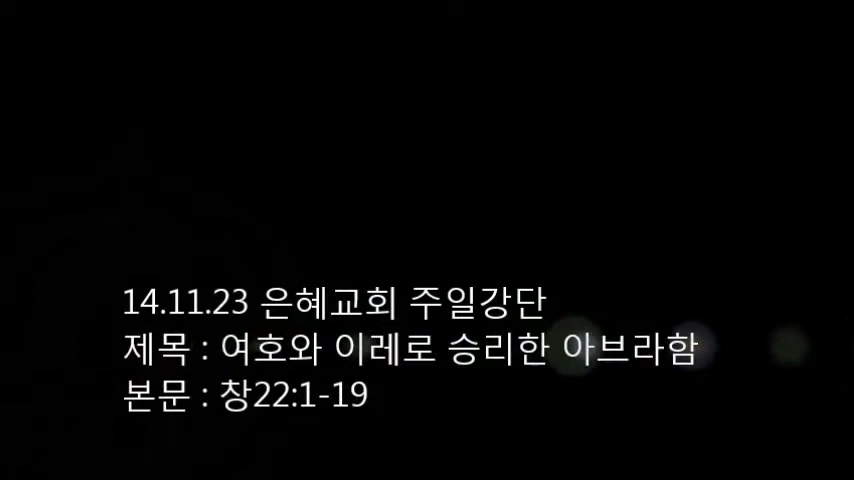 14.11.23 은혜교회 주일강단
제목 : 여호와 이레로 승리한 아브라함
본문 : 창22:1-19